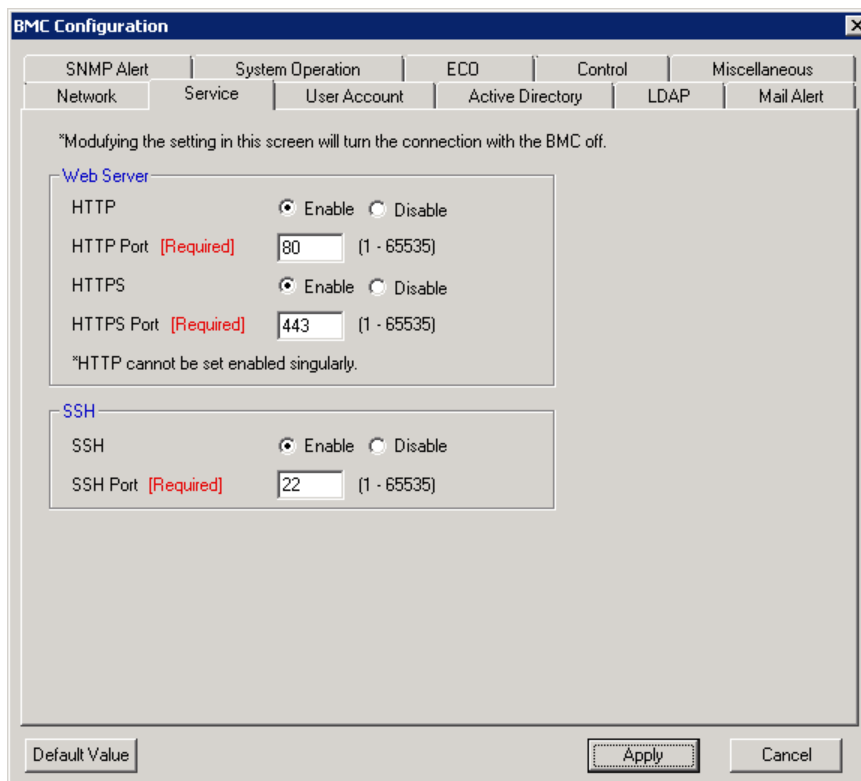 BMC Configuration
SNMP Alert System Operation ECO Control Miscellaneous
Network Service User Account Active Directory LDAP Mail Alert
*Modufying the setting in this screen will turn the connection with the BMC off.
Web Server
HTTP Enable Disable
HTTP Port [Required] 80 (1 - 65535)
HTTPS Enable Disable
HTTPS Port [Required] 443 (1 - 65535)
*HTTP cannot be set enabled singularly.
SSH
SSH Enable Disable
SSH Port [Required] 22 (1 - 65535)
Default Value Apply Cancel